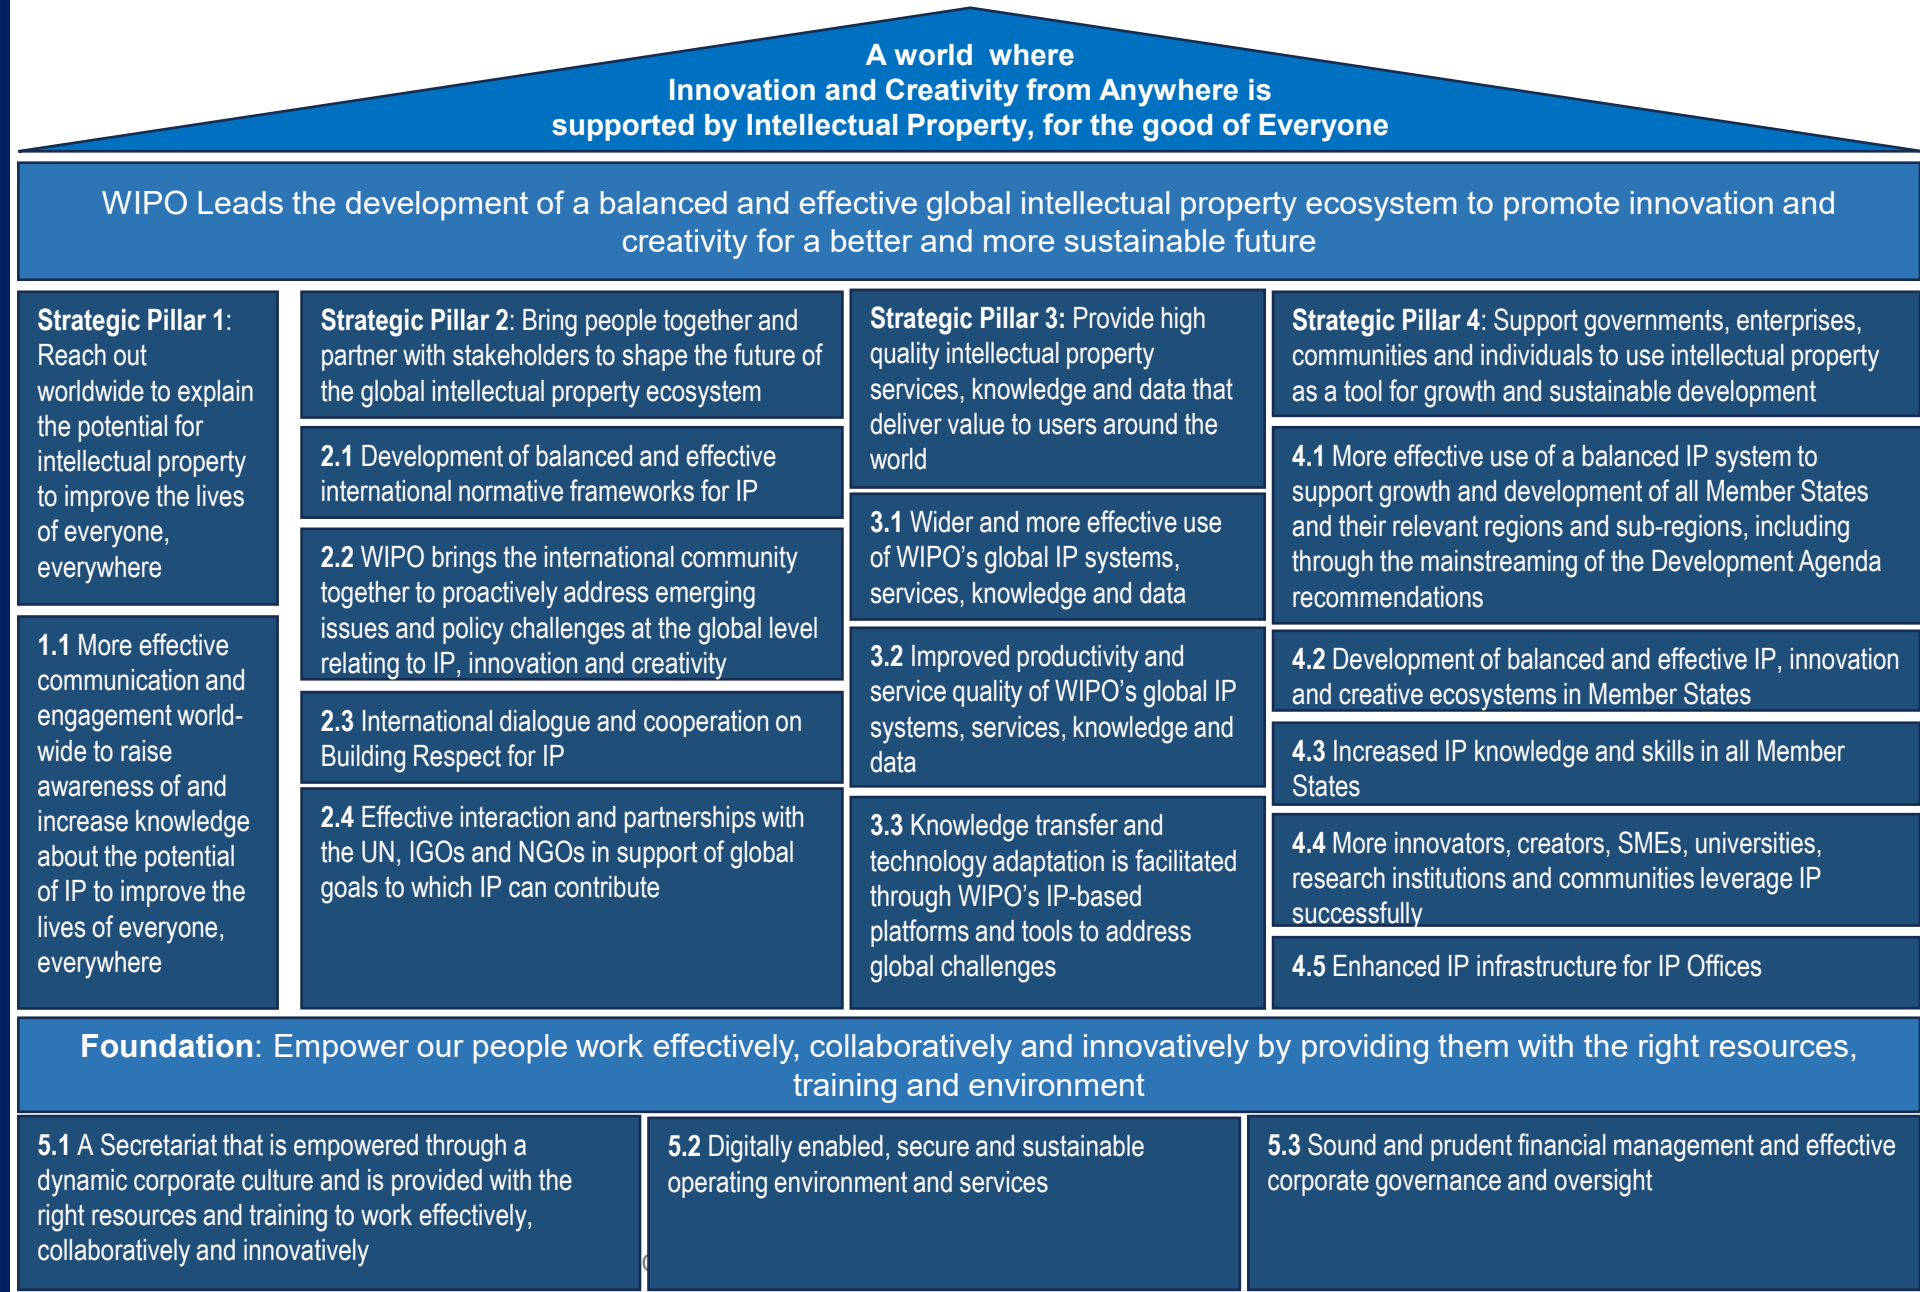 A world where
Innovation and Creativity from Anywhere is
supported by Intellectual Property, for the good of Everyone
WIPO Leads the development of a balanced and effective global intellectual property ecosystem to promote innovation and
creativity for a better and more sustainable future
Strategic Pillar 1:
Reach out
worldwide to explain
the potential for
intellectual property
to improve the lives
of everyone,
everywhere
1.1 More effective
communication and
engagement world-
wide to raise
awareness of and
increase knowledge
about the potential
of IP to improve the
lives of everyone,
everywhere
Strategic Pillar 2: Bring people together and
partner with stakeholders to shape the future of
the global intellectual property ecosystem
2.1 Development of balanced and effective
international normative frameworks for IP
2.2 WIPO brings the international community
together to proactively address emerging
issues and policy challenges at the global level
relating to IP, innovation and creativity
2.3 International dialogue and cooperation on
Building Respect for IP
2.4 Effective interaction and partnerships with
the UN, IGOs and NGOs in support of global
goals to which IP can contribute
Strategic Pillar 3: Provide high
quality intellectual property
services, knowledge and data that
deliver value to users around the
world
3.1 Wider and more effective use
of WIPO’s global IP systems,
services, knowledge and data
3.2 Improved productivity and
service quality of WIPO’s global IP
systems, services, knowledge and
data
3.3 Knowledge transfer and
technology adaptation is facilitated
through WIPO’s IP-based
platforms and tools to address
global challenges
Strategic Pillar 4: Support governments, enterprises,
communities and individuals to use intellectual property
as a tool for growth and sustainable development
4.1 More effective use of a balanced IP system to
support growth and development of all Member States
and their relevant regions and sub-regions, including
through the mainstreaming of the Development Agenda
recommendations
4.2 Development of balanced and effective IP, innovation
and creative ecosystems in Member States
4.3 Increased IP knowledge and skills in all Member
States
4.4 More innovators, creators, SMEs, universities,
research institutions and communities leverage IP
successfully
4.5 Enhanced IP infrastructure for IP Offices
Foundation: Empower our people work effectively, collaboratively and innovatively by providing them with the right resources,
training and environment
5.1 A Secretariat that is empowered through a
dynamic corporate culture and is provided with the
right resources and training to work effectively,
collaboratively and innovatively
5.2 Digitally enabled, secure and sustainable
operating environment and services
5.3 Sound and prudent financial management and effective
corporate governance and oversight